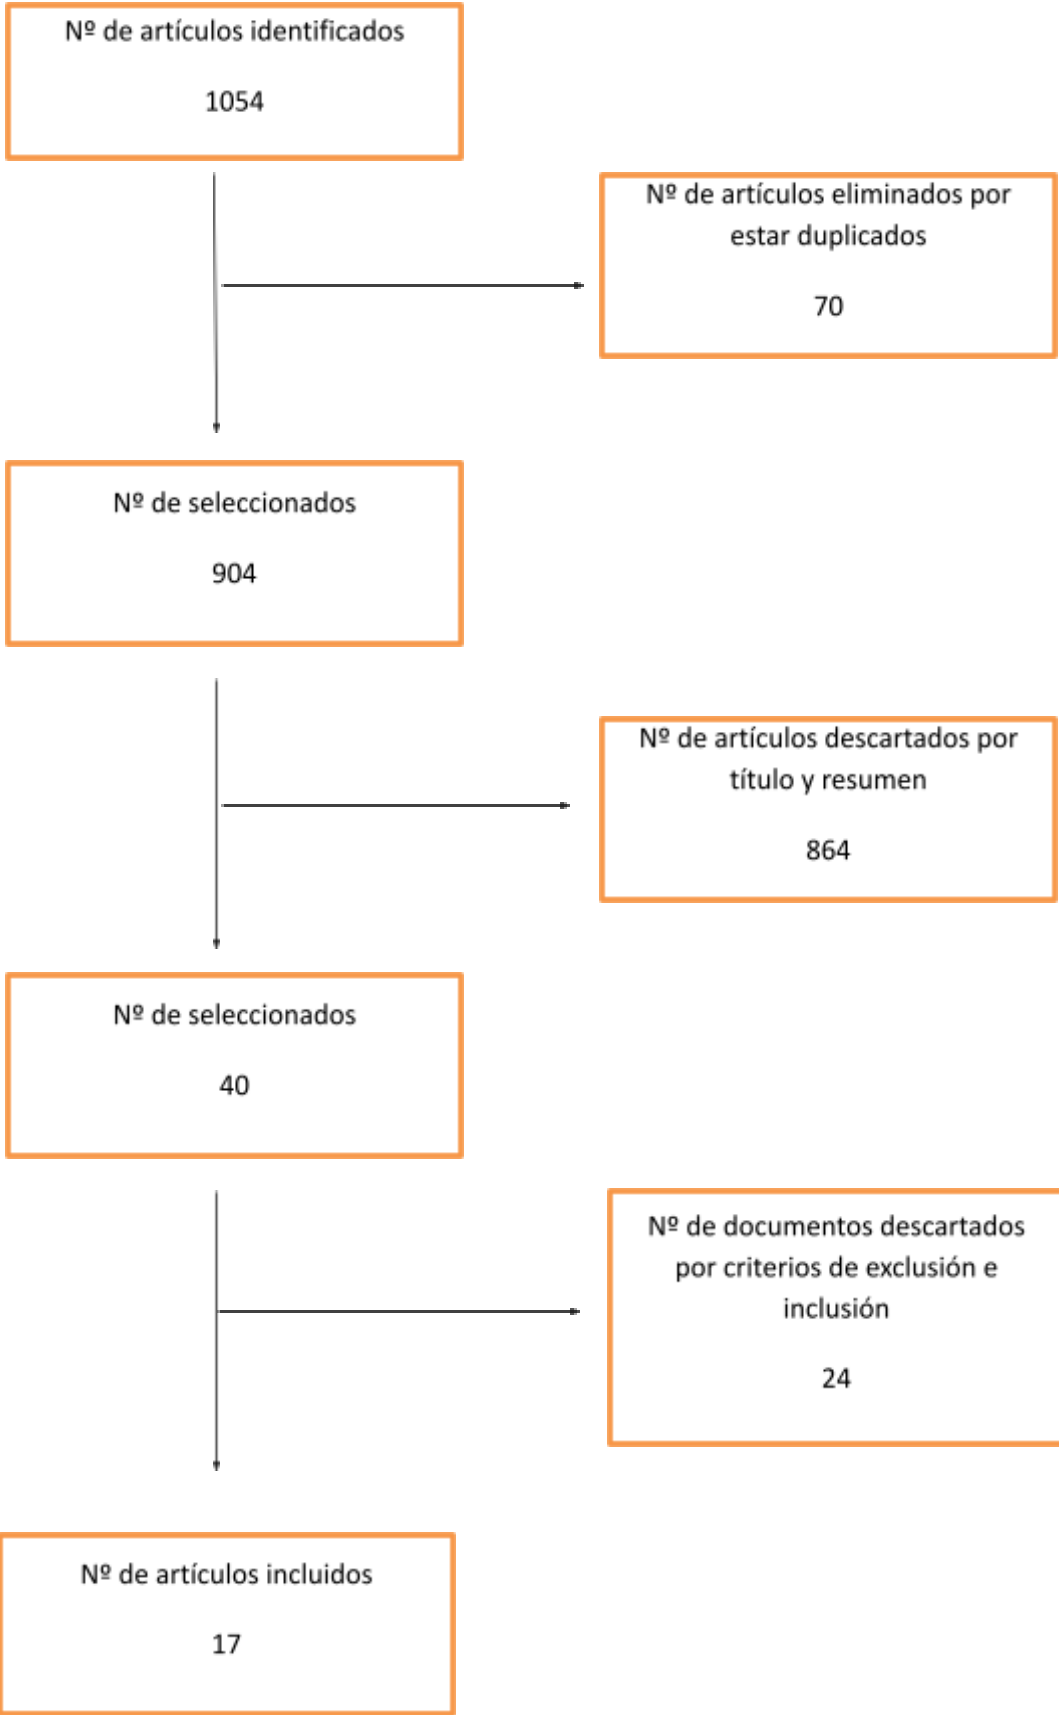 Nº de artículos identificados
1054
Nº de artículos eliminados por
estar duplicados
70
Nº de seleccionados
904
Nº de artículos descartados por
título y resumen
864
Nº de seleccionados
40
Nº de documentos descartados
por criterios de exclusión e
inclusión
24
Nº de artículos incluidos
17